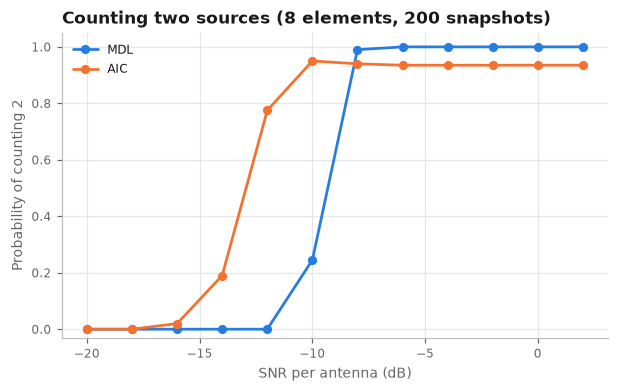 Counting two sources (8 elements, 200 snapshots)
MDL
AIC
Probability of counting 2
1.0
0.8
0.6
0.4
0.2
0.0
−20
−15
−10
−5
0
SNR per antenna (dB)